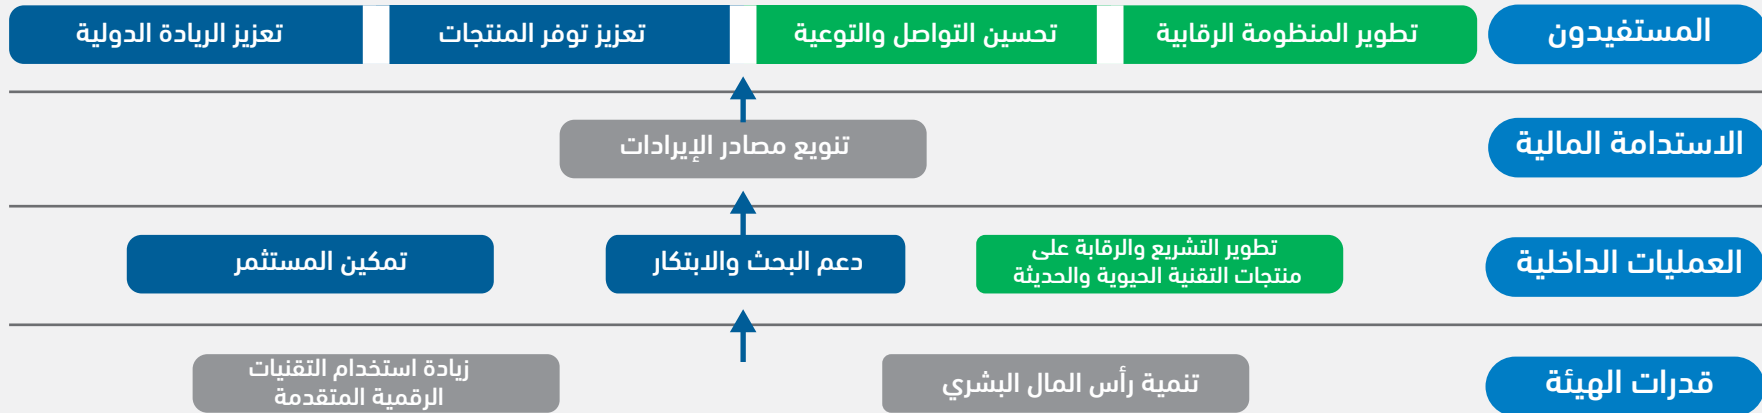 المستفيدون
تطوير المنظومة الرقابية
تحسين التواصل والتوعية
تعزيز توفر المنتجات
تعزيز الريادة الدولية
الاستدامة المالية
تنويع مصادر الإيرادات
العمليات الداخلية
تطوير التشريع والرقابة على
منتجات التقنية الحيوية والحديثة
دعم البحث والابتكار
تمكين المستثمر
قدرات الهيئة
تنمية رأس المال البشري
زيادة استخدام التقنيات
الرقمية المتقدمة